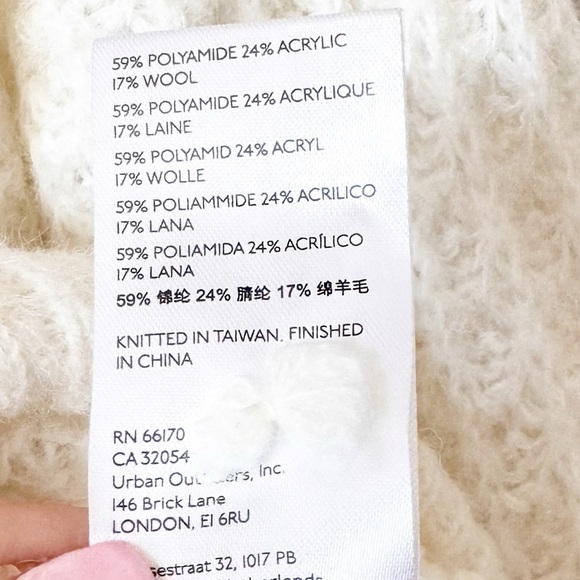 59% POLYAMIDE 24% ACRYLIC
17% WOOL
59% POLYAMIDE 24% ACRYLIQUE
17% LAINE
59% POLYAMID 24% ACRYL
17% WOLLE
59% POLIAMMIDE 24% ACRILICO
17% LANA
59% POLIAMIDA 24% ACRÍLICO
17% LANA
59% 锦纶 24% 腈纶 17% 绵羊毛
KNITTED IN TAIWAN. FINISHED
IN CHINA
RN 66170
CA 32054
Urban Inc.
146 Brick Lane
LONDON, E1 6RU
32, 1017 PB